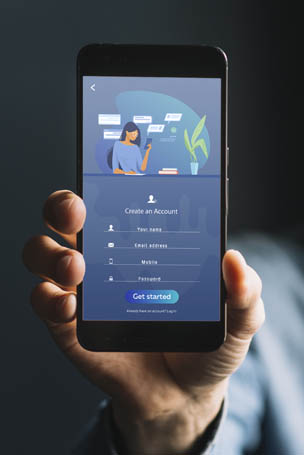 Create an Account
Your name
Email address
Mobile
Password
Get started
Already have an account? Log in